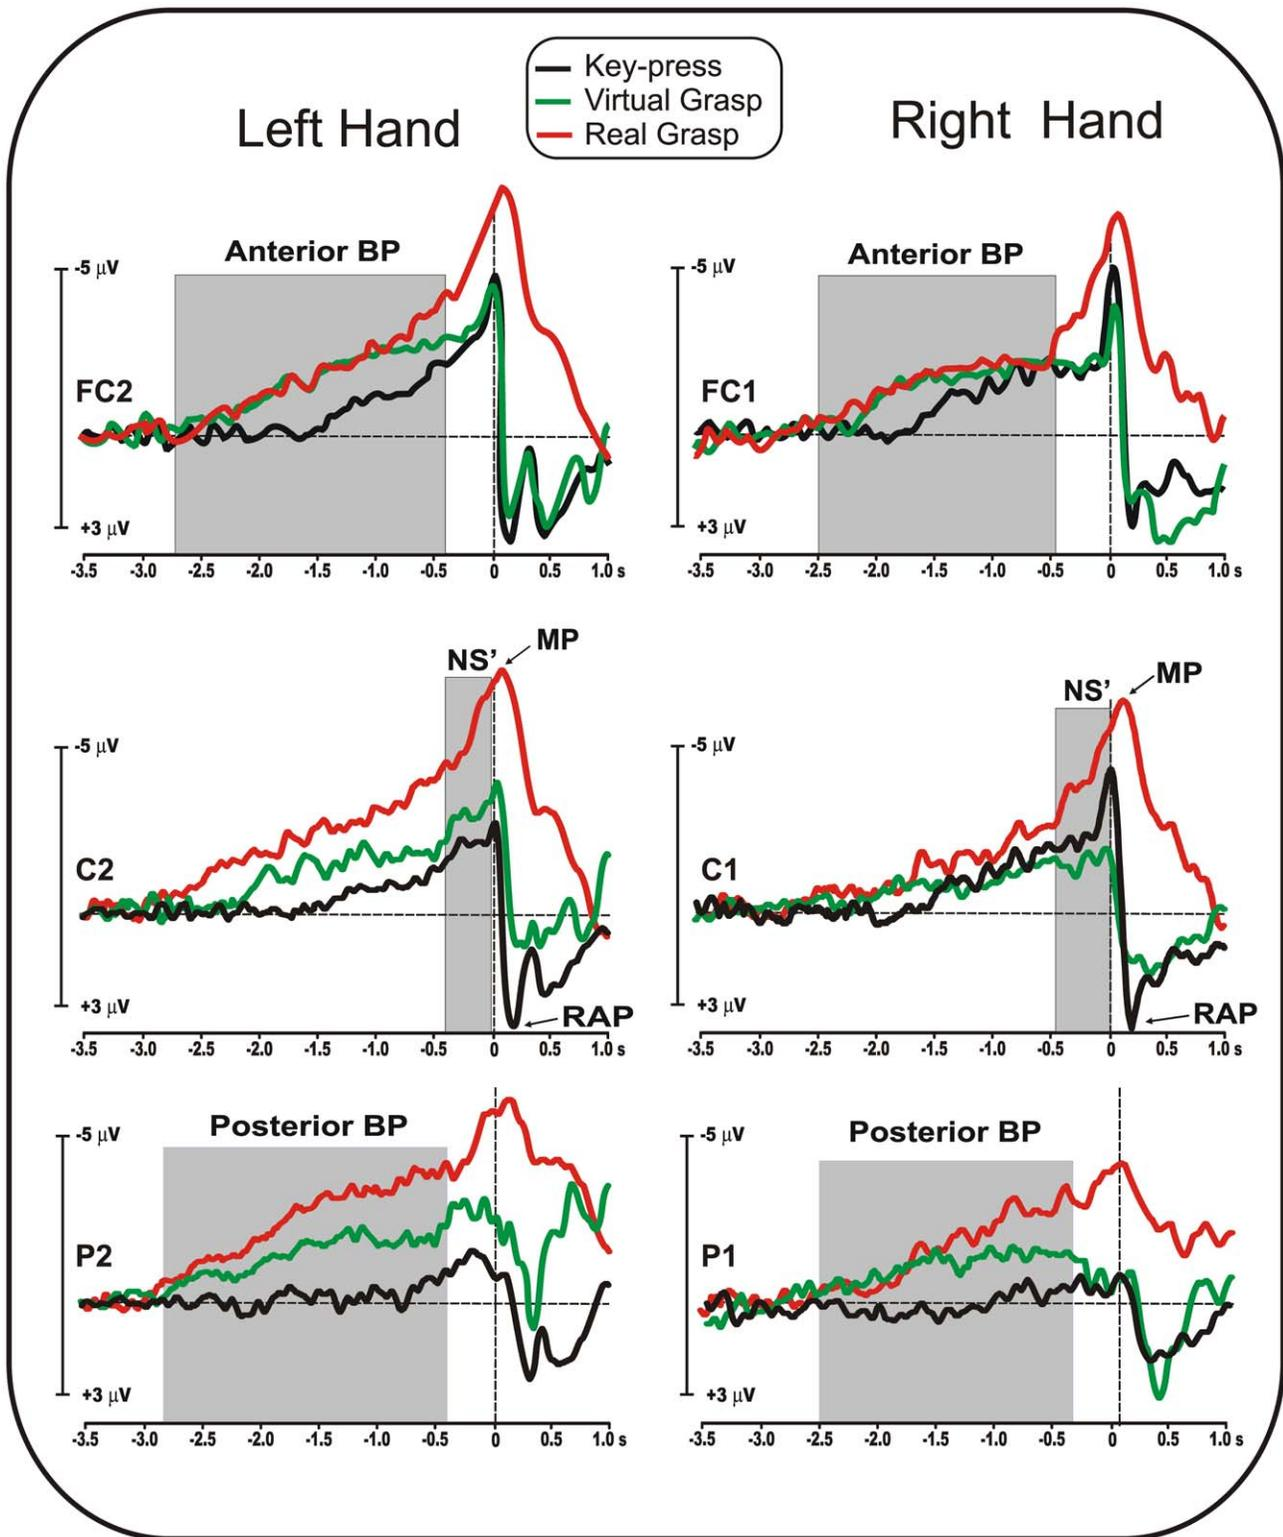 Key-press
Virtual Grasp
Real Grasp
Left Hand
Right Hand
Anterior BP
-5 μV
FC2
+3 μV
-3.5 -3.0 -2.5 -2.0 -1.5 -1.0 -0.5 0 0.5 1.0 s
Anterior BP
-5 μV
FC1
+3 μV
-3.5 -3.0 -2.5 -2.0 -1.5 -1.0 -0.5 0 0.5 1.0 s
MP
NS’
-5 μV
C2
+3 μV
RAP
-3.5 -3.0 -2.5 -2.0 -1.5 -1.0 -0.5 0 0.5 1.0 s
MP
NS’
-5 μV
C1
+3 μV
RAP
-3.5 -3.0 -2.5 -2.0 -1.5 -1.0 -0.5 0 0.5 1.0 s
Posterior BP
-5 μV
P2
+3 μV
-3.5 -3.0 -2.5 -2.0 -1.5 -1.0 -0.5 0 0.5 1.0 s
Posterior BP
-5 μV
P1
+3 μV
-3.5 -3.0 -2.5 -2.0 -1.5 -1.0 -0.5 0 0.5 1.0 s